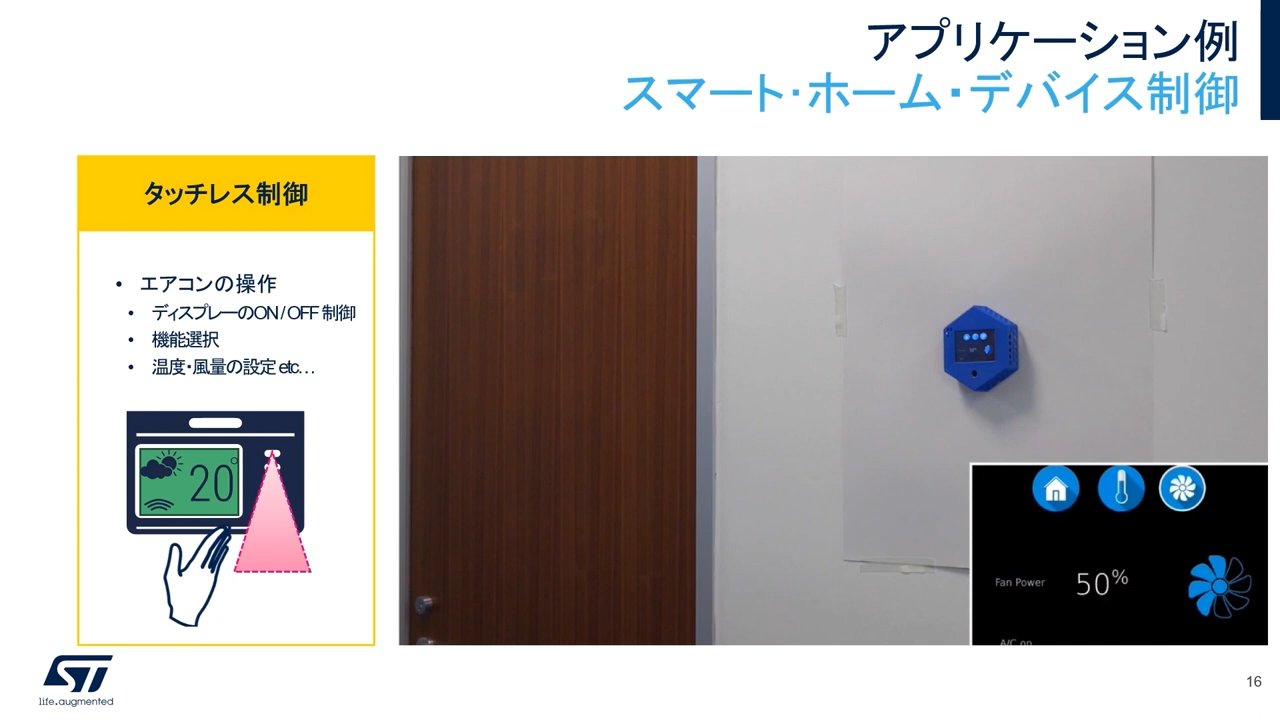 アプリケーション例
スマート・ホーム・デバイス制御
タッチレス制御
• エアコンの操作
• ディスプレーのON / OFF 制御
• 機能選択
• 温度・風量の設定 etc…
20°
Fan Power 50%
A/C on
ST
life.augmented
16